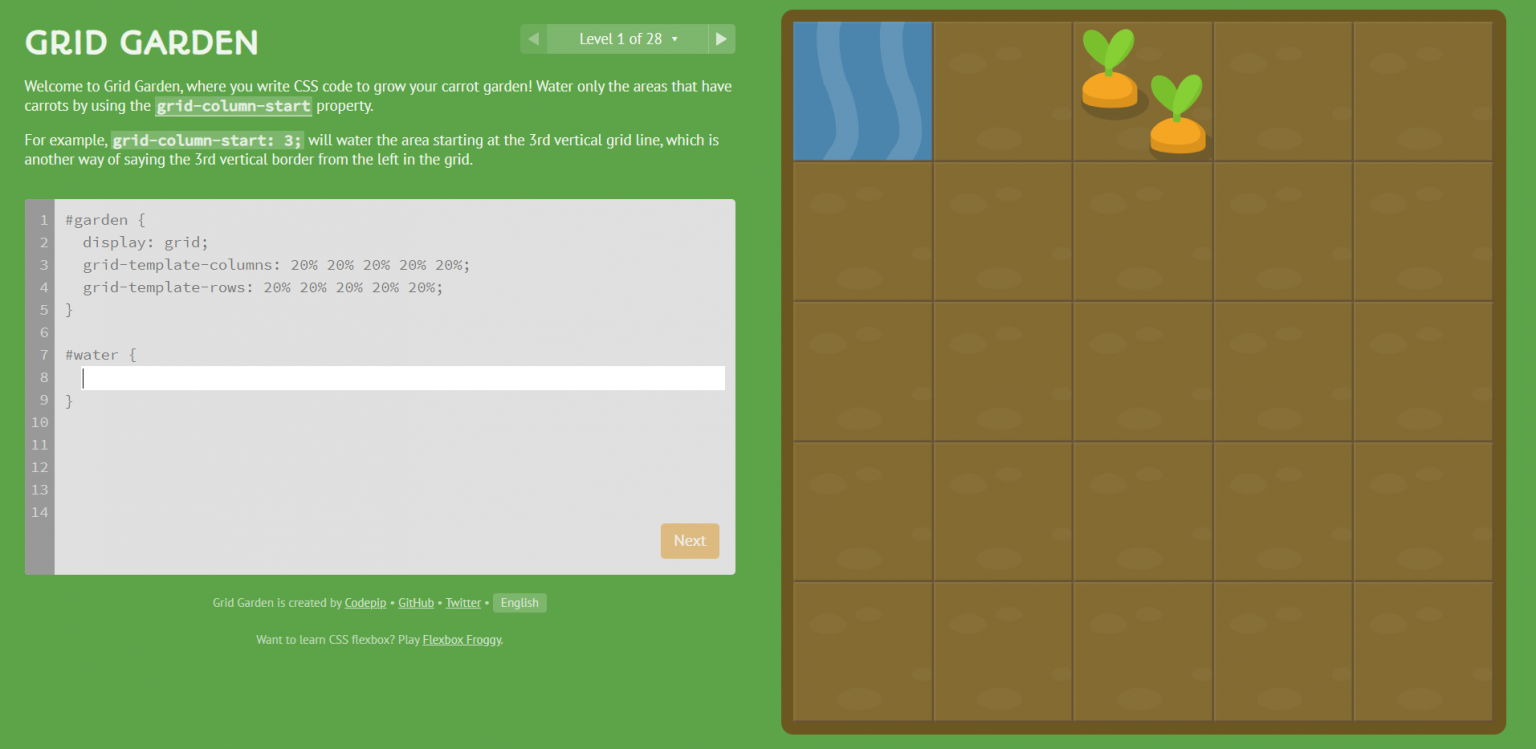 GRID GARDEN
Level 1 of 28
Welcome to Grid Garden, where you write CSS code to grow your carrot garden! Water only the areas that have
carrots by using the grid-column-start property.
For example, grid-column-start: 3; will water the area starting at the 3rd vertical grid line, which is
another way of saying the 3rd vertical border from the left in the grid.
1 #garden {
2   display: grid;
3   grid-template-columns: 20% 20% 20% 20% 20%;
4   grid-template-rows: 20% 20% 20% 20% 20%;
5 }
6
7 #water {
8
9 }
10
11
12
13
14
Next
Grid Garden is created by Codepip • GitHub • Twitter • English
Want to learn CSS flexbox? Play Flexbox Froggy.